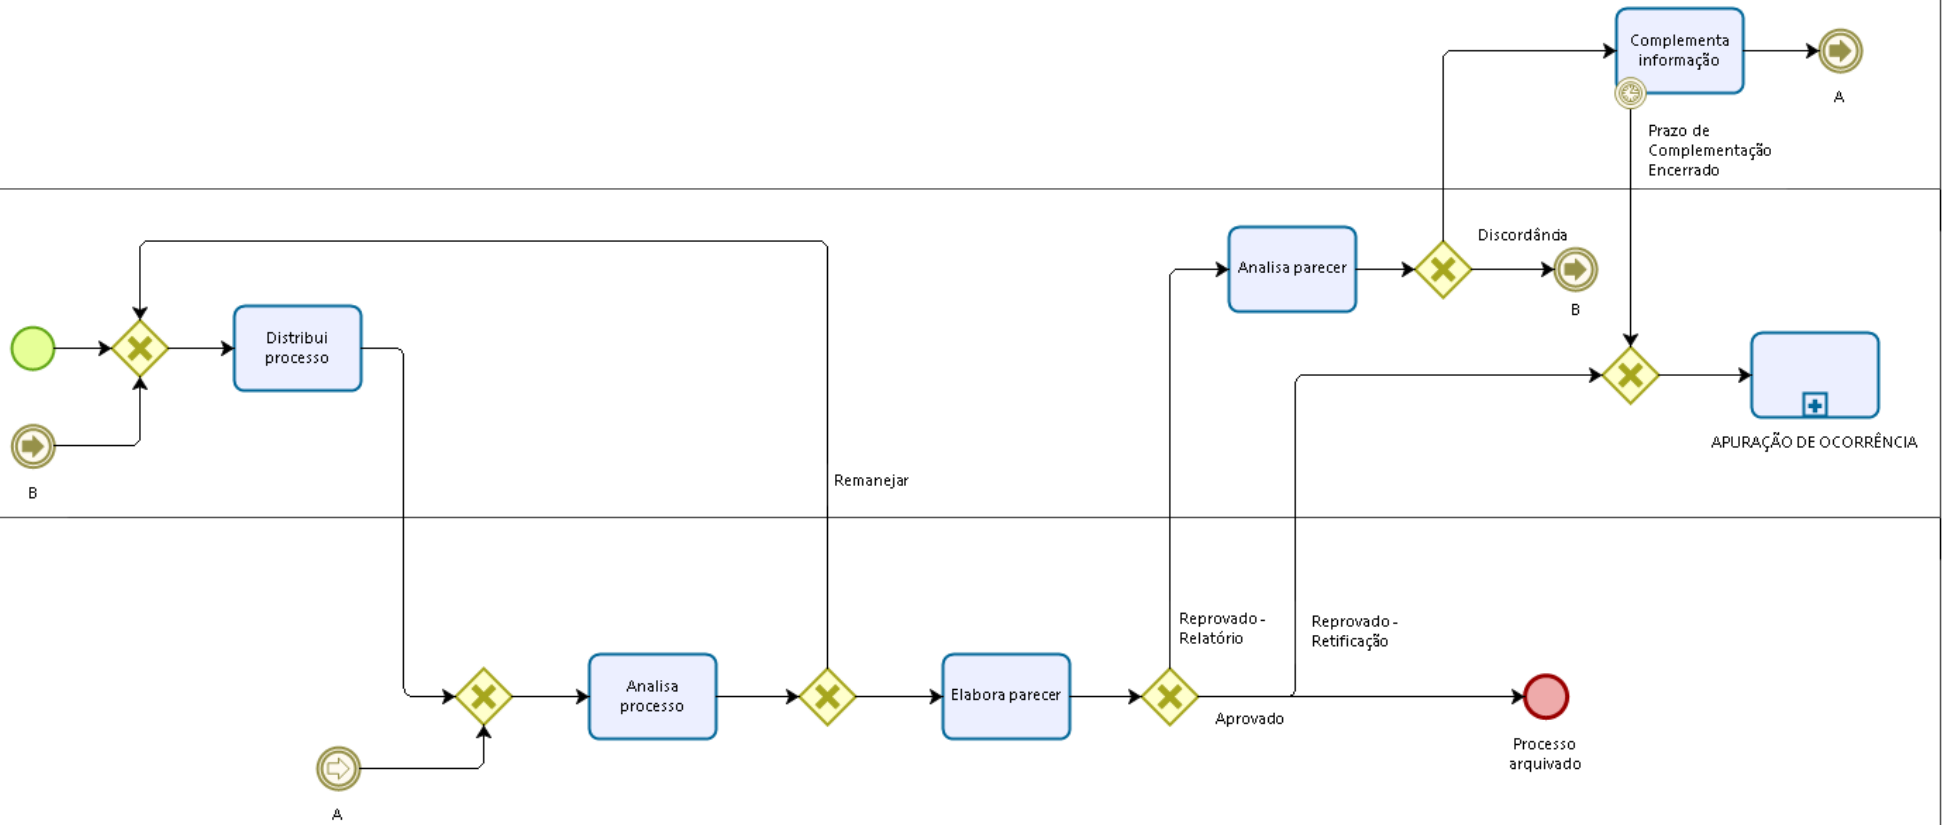 Complementa
informação
A
Prazo de
Complementação
Encerrado
Discordância
Analisa parecer
B
Distribui
processo
APURAÇÃO DE OCORRÊNCIA
B
Remanejar
Reprovado -
Relatório
Reprovado -
Retificação
Analisa
processo
Elabora parecer
Aprovado
Processo
arquivado
A